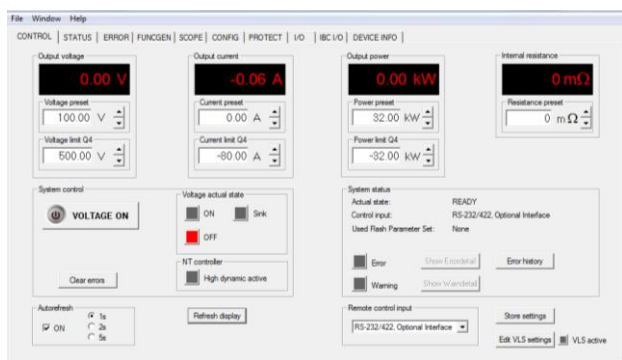 File Window Help
CONTROL STATUS ERROR FUNCGEN SCOPE CONFIG PROTECT I/O IBC I/O DEVICE INFO
Output voltage
0.00 V
Voltage preset
100.00 V
Voltage limit Q4
500.00 V
Output current
-0.06 A
Current preset
0.00 A
Current limit Q4
-80.00 A
Output power
0.00 kW
Power preset
32.00 kW
Power limit Q4
-32.00 kW
Internal resistance
0 mΩ
Resistance preset
0 mΩ
System control
VOLTAGE ON
Clear errors
Voltage actual state
ON Sink
OFF
NT controller
High dynamic active
System status
Actual state: READY
Control input: RS-232/422, Optional Interface
Used Flash Parameter Set: None
Error Show Errordetail Error history
Warning Show Warndetail
Autorefresh
ON
1s
2s
5s
Refresh display
Remote control input
RS-232/422, Optional Interface
Store settings
Edit VLS settings VLS active